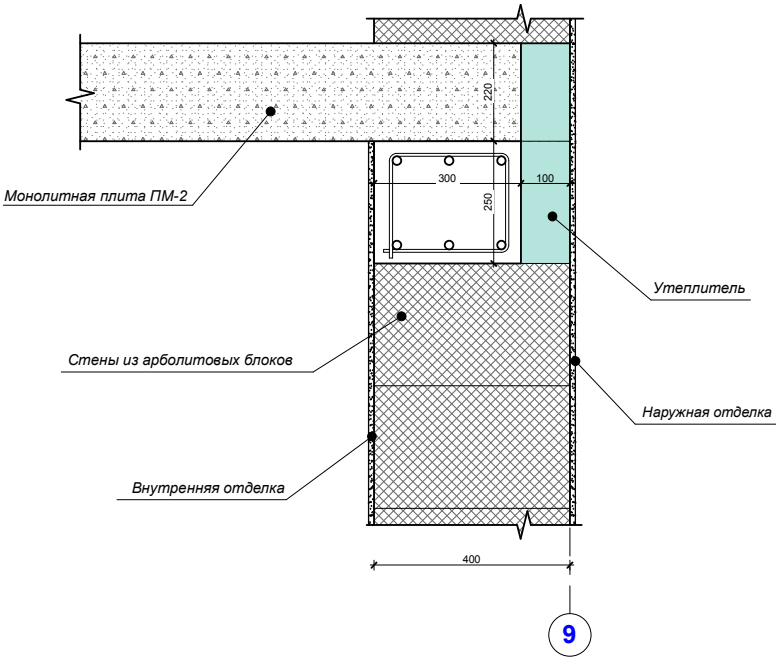 220
300
100
250
Монолитная плита ПМ-2
Утеплитель
Стены из арболитовых блоков
Наружная отделка
Внутренняя отделка
400
9